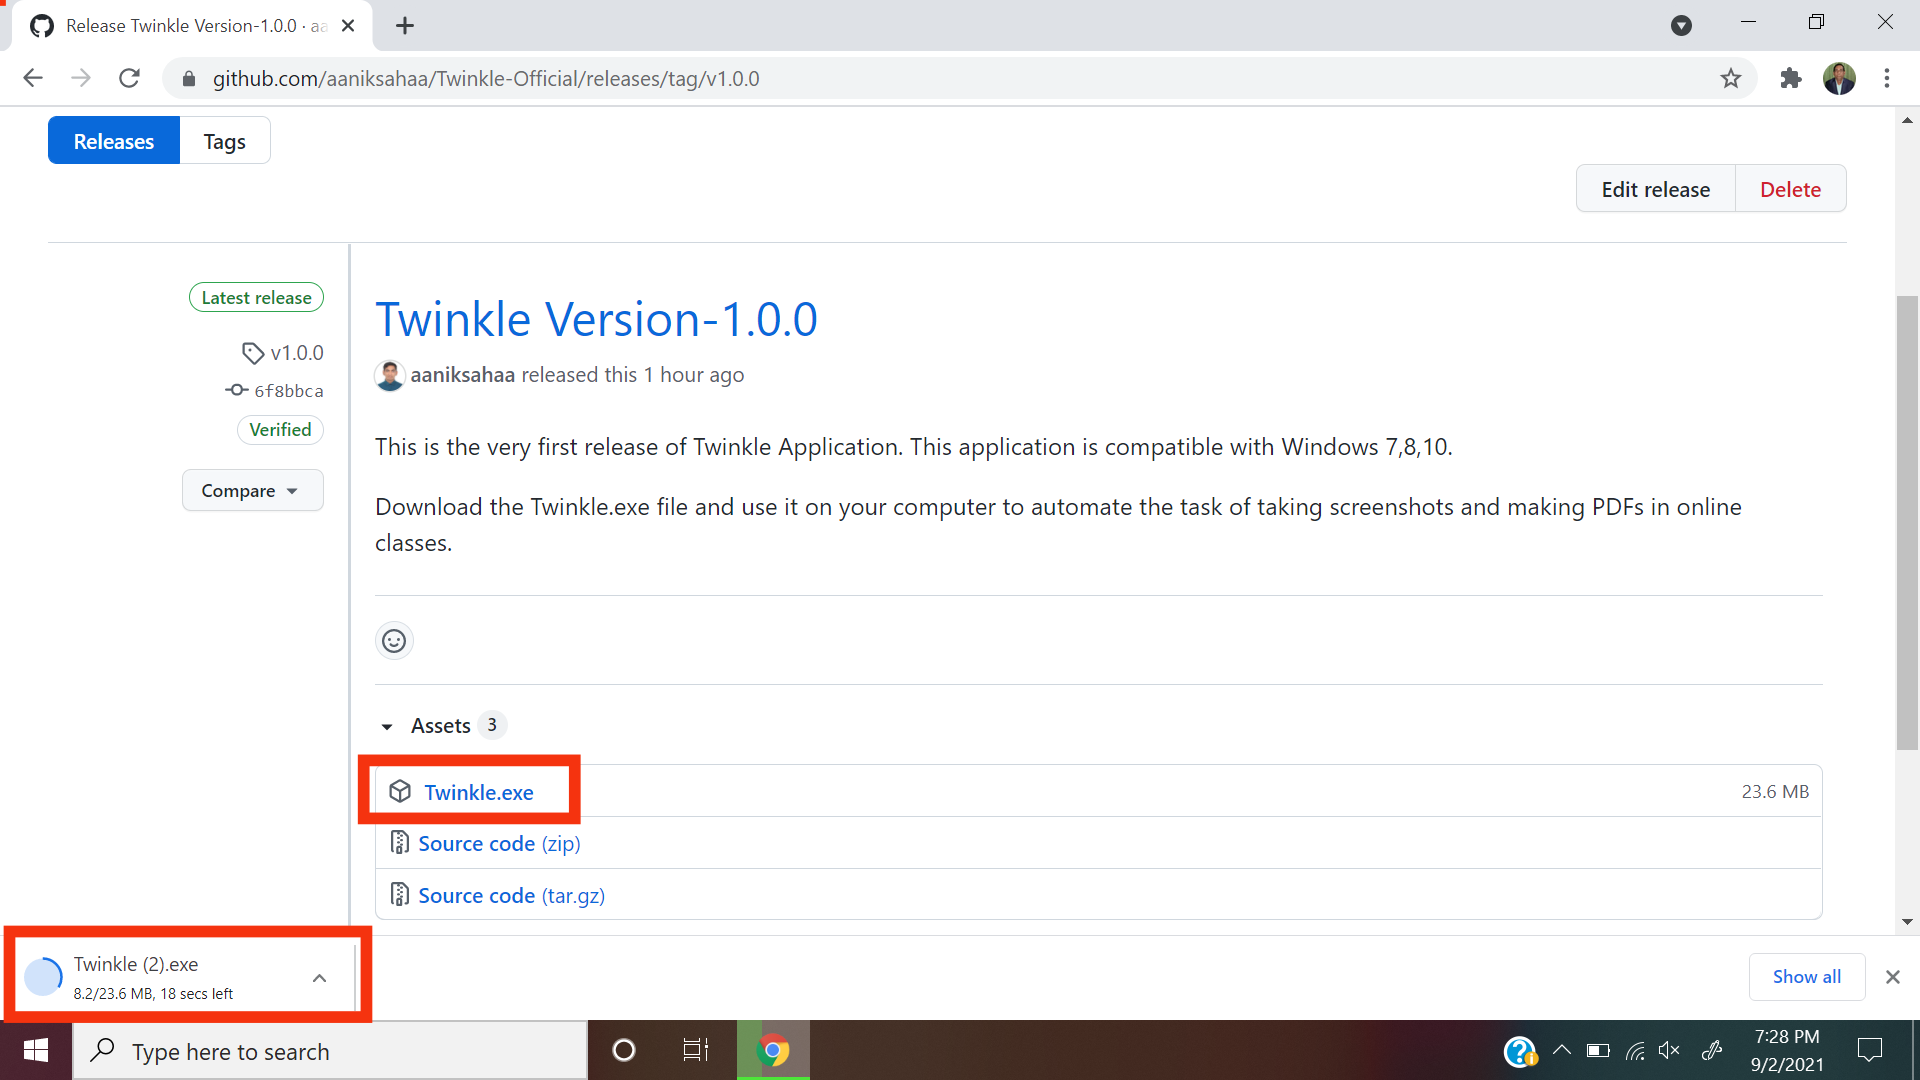 Release Twinkle Version-1.0.0 · aa
github.com/aaniksahaa/Twinkle-Official/releases/tag/v1.0.0
Releases
Tags
Edit release
Delete
Latest release
v1.0.0
6f8bbca
Verified
Compare
Twinkle Version-1.0.0
aaniksahaa released this 1 hour ago
This is the very first release of Twinkle Application. This application is compatible with Windows 7,8,10.
Download the Twinkle.exe file and use it on your computer to automate the task of taking screenshots and making PDFs in online
classes.
Assets 3
Twinkle.exe
23.6 MB
Source code (zip)
Source code (tar.gz)
Twinkle (2).exe
8.2/23.6 MB, 18 secs left
Show all
Type here to search
7:28 PM
9/2/2021